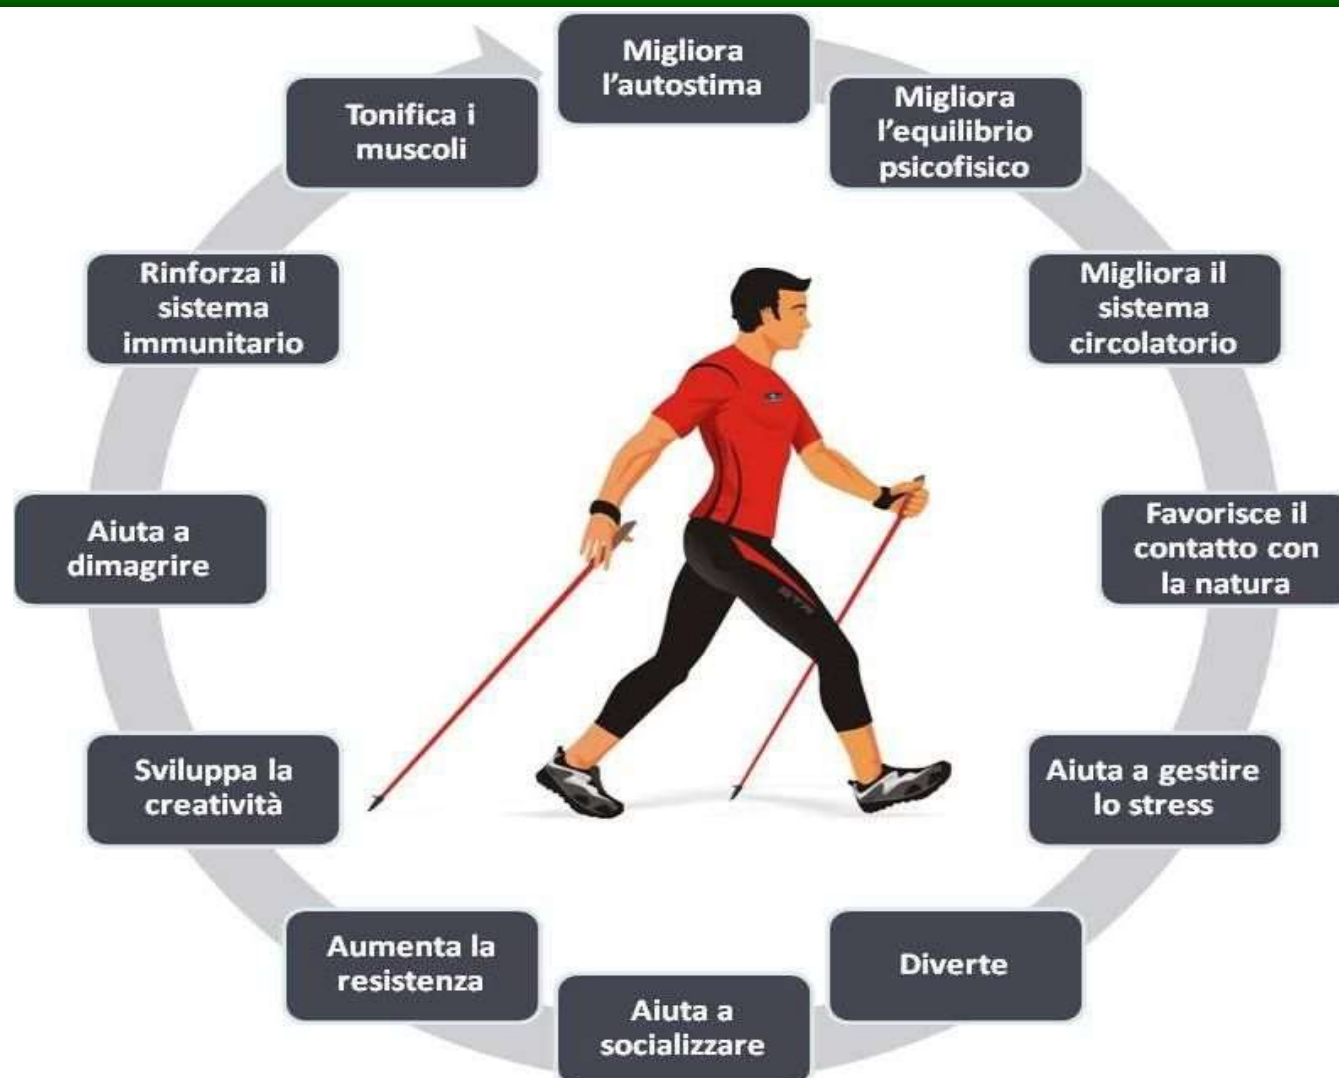 Migliora
l'autostima
Migliora
l'equilibrio
psicofisico
Migliora il
sistema
circolatorio
Favorisce il
contatto con
la natura
Aiuta a gestire
lo stress
Diverte
Aiuta a
socializzare
Aumenta la
resistenza
Sviluppa la
creatività
Aiuta a
dimagrire
Rinforza il
sistema
immunitario
Tonifica i
muscoli